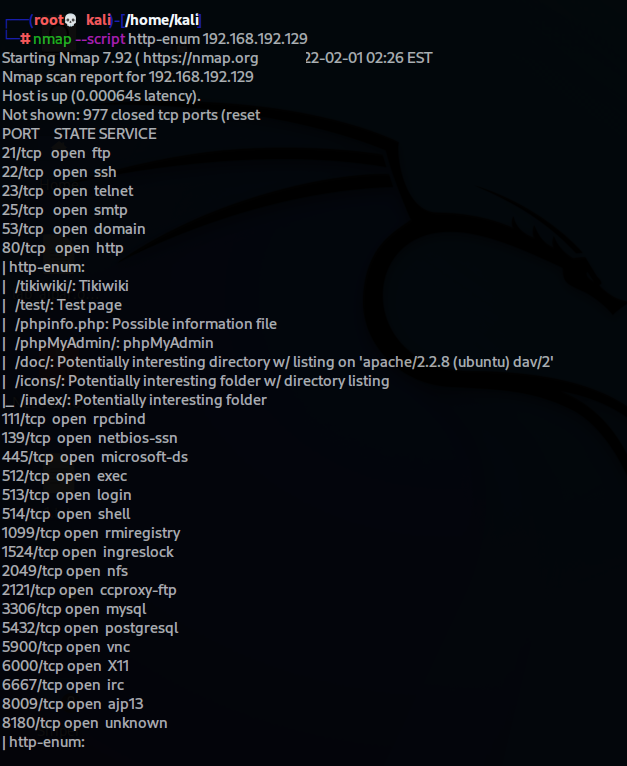 ┌──(root💀kali)-[/home/kali]
└─# nmap --script http-enum 192.168.192.129
Starting Nmap 7.92 ( https://nmap.org 22-02-01 02:26 EST
Nmap scan report for 192.168.192.129
Host is up (0.00064s latency).
Not shown: 977 closed tcp ports (reset
PORT STATE SERVICE
21/tcp open ftp
22/tcp open ssh
23/tcp open telnet
25/tcp open smtp
53/tcp open domain
80/tcp open http
| http-enum:
| /tikiwiki/: Tikiwiki
| /test/: Test page
| /phpinfo.php: Possible information file
| /phpMyAdmin/: phpMyAdmin
| /doc/: Potentially interesting directory w/ listing on 'apache/2.2.8 (ubuntu) dav/2'
| /icons/: Potentially interesting folder w/ directory listing
|_ /index/: Potentially interesting folder
111/tcp open rpcbind
139/tcp open netbios-ssn
445/tcp open microsoft-ds
512/tcp open exec
513/tcp open login
514/tcp open shell
1099/tcp open rmiregistry
1524/tcp open ingreslock
2049/tcp open nfs
2121/tcp open ccproxy-ftp
3306/tcp open mysql
5432/tcp open postgresql
5900/tcp open vnc
6000/tcp open X11
6667/tcp open irc
8009/tcp open ajp13
8180/tcp open unknown
| http-enum: